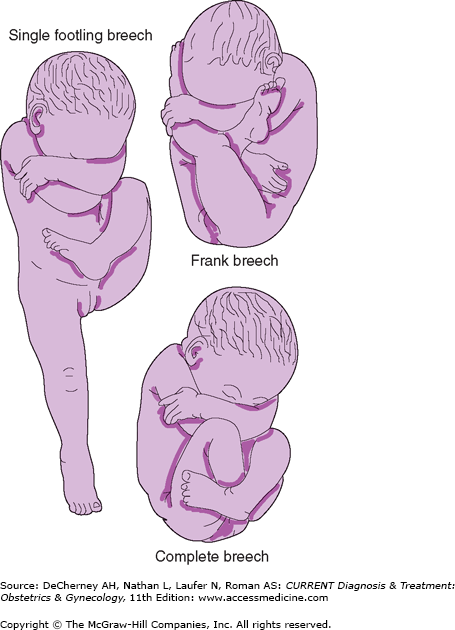 Single footling breech
Frank breech
Complete breech
Source: DeCherney AH, Nathan L, Laufer N, Roman AS: CURRENT Diagnosis & Treatment:
Obstetrics & Gynecology, 11th Edition: www.accessmedicine.com
Copyright © The McGraw-Hill Companies, Inc. All rights reserved.